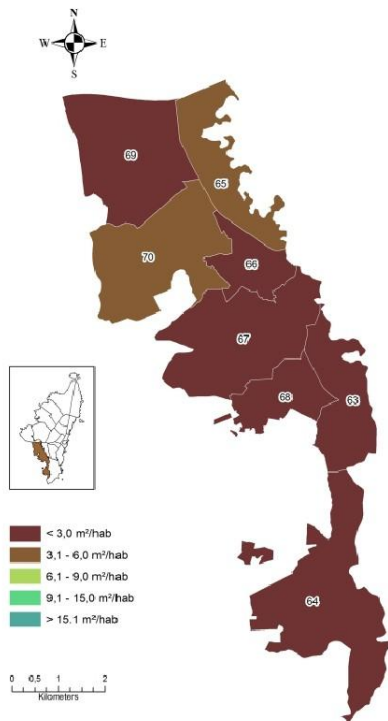 N
W E
S
69
65
70
66
67
68
63
64
< 3,0 m²/hab
3,1 - 6,0 m²/hab
6,1 - 9,0 m²/hab
9,1 - 15,0 m²/hab
> 15.1 m²/hab
0 0,5 1 2
Kilometers